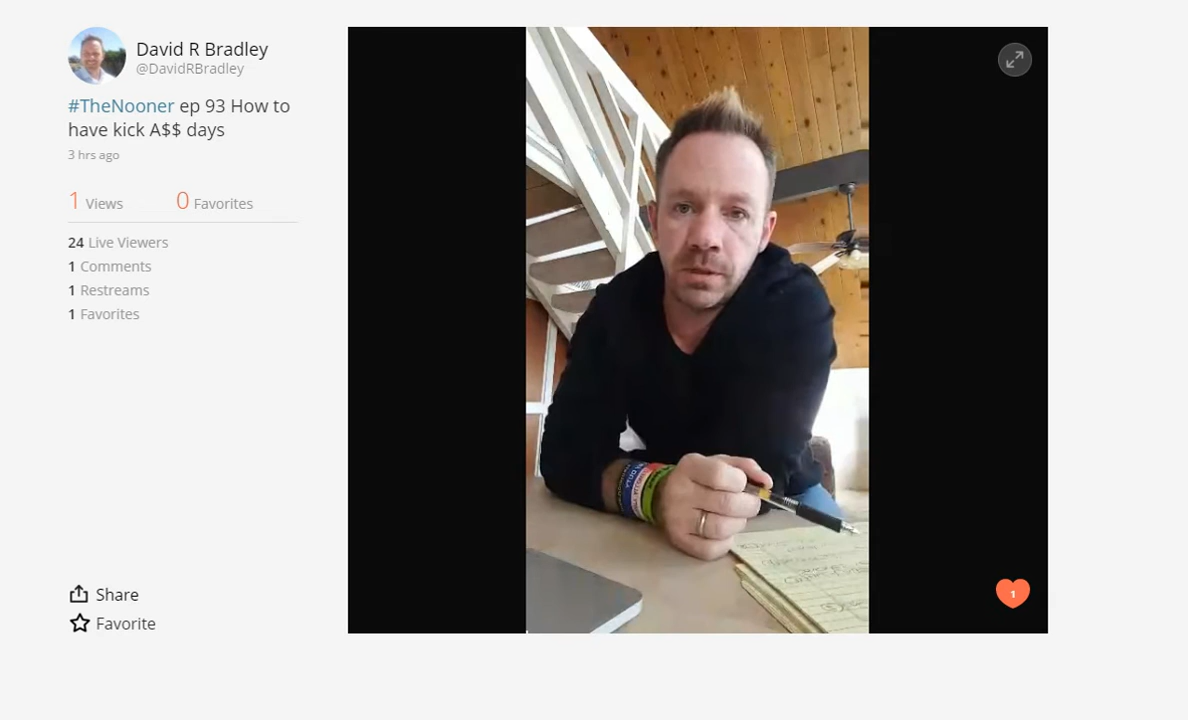 David R Bradley
@DavidRBradley
#TheNooner ep 93 How to
have kick A$$ days
3 hrs ago
1 Views 0 Favorites
24 Live Viewers
1 Comments
1 Restreams
1 Favorites
Share
Favorite
1